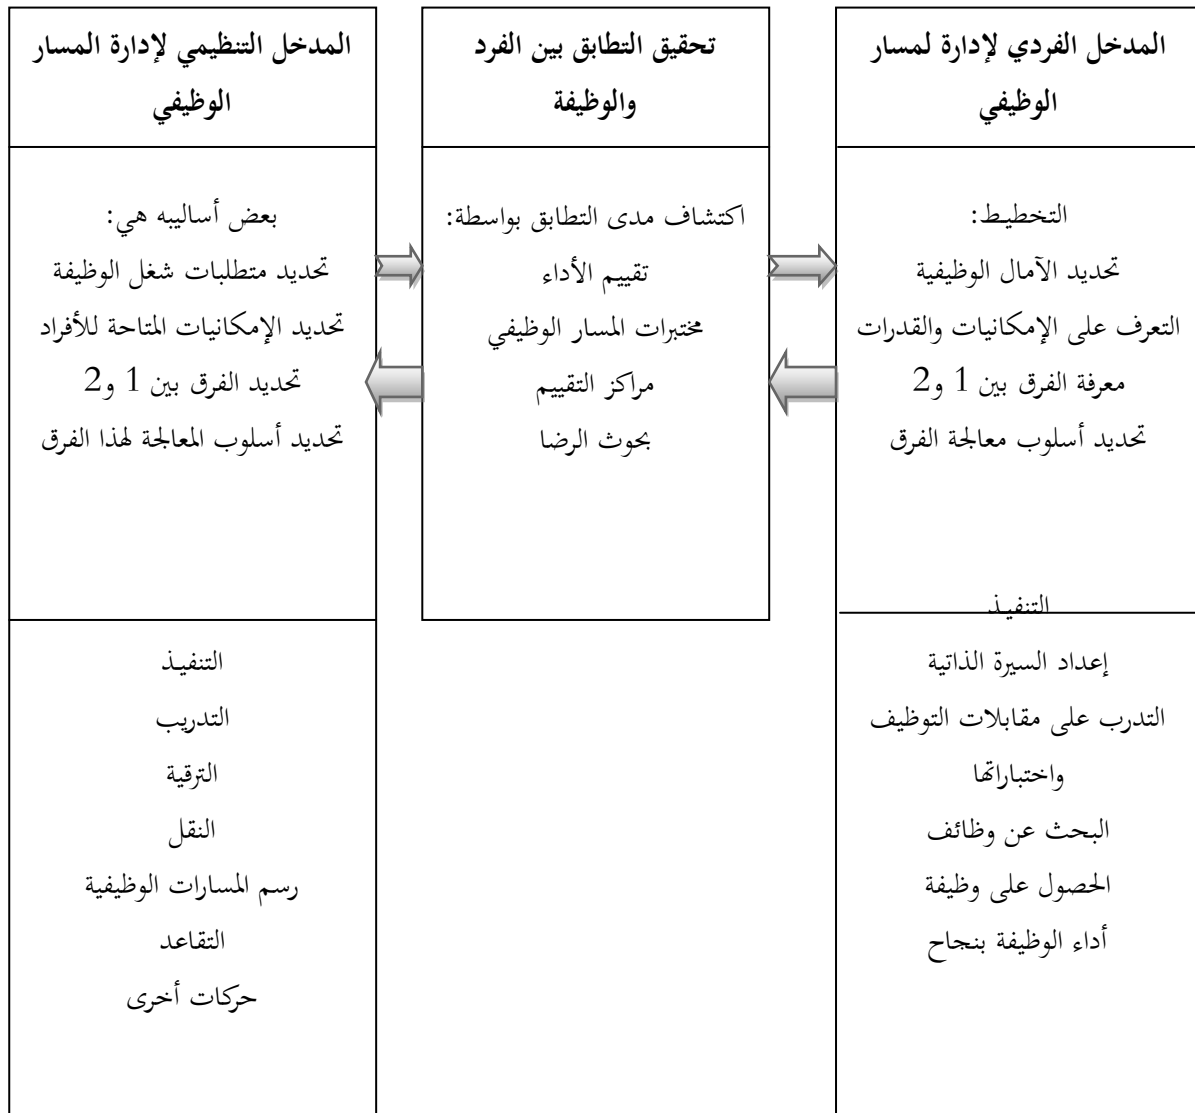 المدخل الفردي لإدارة لمسار
الوظيفي
التخطيط:
تحديد الآمال الوظيفية
التعرف على الإمكانيات والقدرات
معرفة الفرق بين 1 و2
تحديد أسلوب معالجة الفرق
التنفيذ
إعداد السيرة الذاتية
التدرب على مقابلات التوظيف
واختباراتها
البحث عن وظائف
الحصول على وظيفة
أداء الوظيفة بنجاح
تحقيق التطابق بين الفرد
والوظيفة
اكتشاف مدى التطابق بواسطة:
تقييم الأداء
مختبرات المسار الوظيفي
مراكز التقييم
بحوث الرضا
المدخل التنظيمي لإدارة المسار
الوظيفي
بعض أساليبه هي:
تحديد متطلبات شغل الوظيفة
تحديد الإمكانيات المتاحة للأفراد
تحديد الفرق بين 1 و2
تحديد أسلوب المعالجة لهذا الفرق
التنفيذ
التدريب
الترقية
النقل
رسم المسارات الوظيفية
التقاعد
حركات أخرى